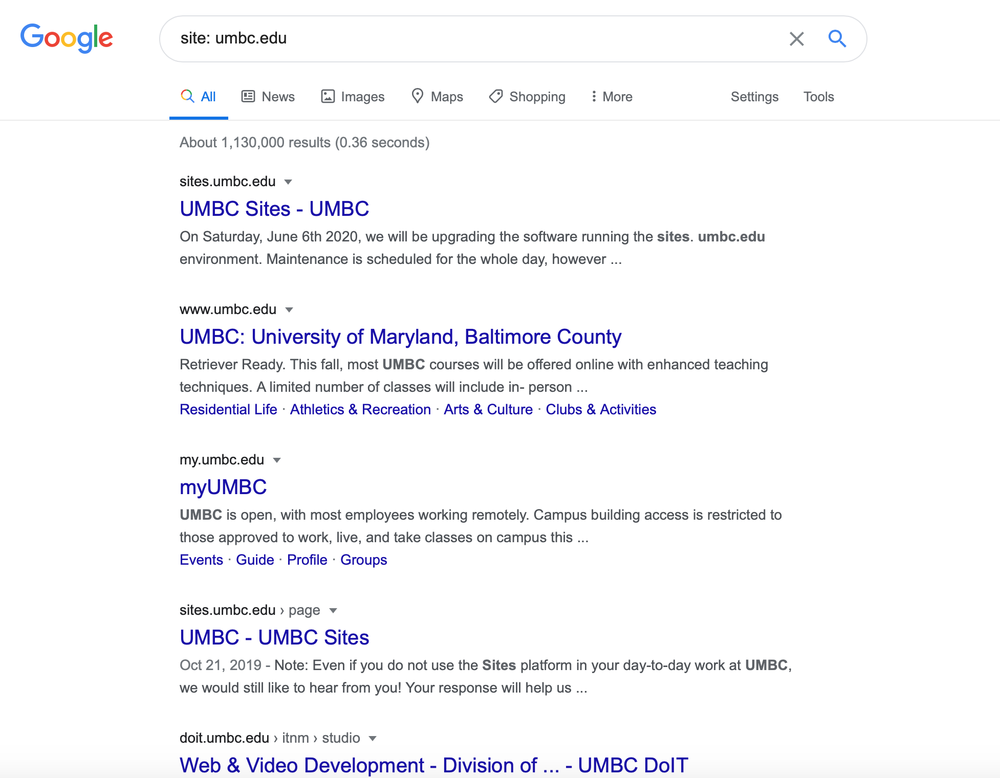 Google
site: umbc.edu
All News Images Maps Shopping More Settings Tools
About 1,130,000 results (0.36 seconds)
sites.umbc.edu
UMBC Sites - UMBC
On Saturday, June 6th 2020, we will be upgrading the software running the sites. umbc.edu
environment. Maintenance is scheduled for the whole day, however ...
www.umbc.edu
UMBC: University of Maryland, Baltimore County
Retriever Ready. This fall, most UMBC courses will be offered online with enhanced teaching
techniques. A limited number of classes will include in- person ...
Residential Life · Athletics & Recreation · Arts & Culture · Clubs & Activities
my.umbc.edu
myUMBC
UMBC is open, with most employees working remotely. Campus building access is restricted to
those approved to work, live, and take classes on campus this ...
Events · Guide · Profile · Groups
sites.umbc.edu › page
UMBC - UMBC Sites
Oct 21, 2019 - Note: Even if you do not use the Sites platform in your day-to-day work at UMBC,
we would still like to hear from you! Your response will help us ...
doit.umbc.edu › itnm › studio
Web & Video Development - Division of ... - UMBC DoIT